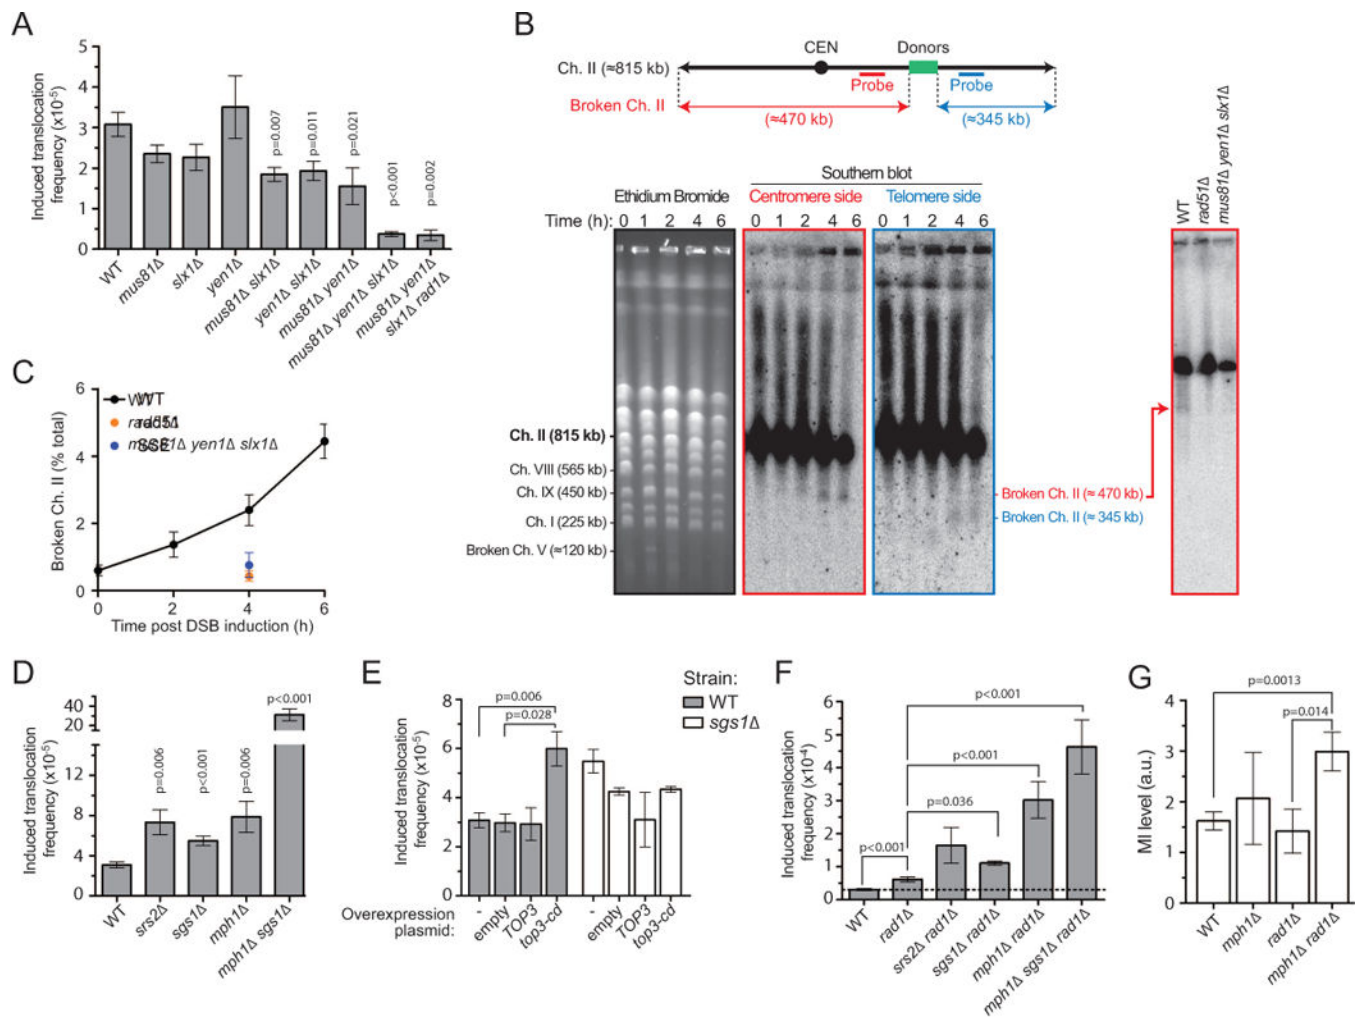 A
Induced translocation
frequency (x10⁻⁵)
5
4
3
2
1
0
p=0.007
p=0.011
p=0.021
p<0.001
p=0.002
WT
mus81Δ
slx1Δ
yen1Δ
mus81Δ slx1Δ
yen1Δ slx1Δ
mus81Δ yen1Δ
mus81Δ yen1Δ slx1Δ
mus81Δ yen1Δ
slx1Δ rad1Δ
B
CEN
Donors
Ch. II (≈815 kb)
Probe
Probe
Broken Ch. II
(≈470 kb)
(≈345 kb)
Southern blot
Ethidium Bromide
Centromere side
Telomere side
Time (h):
0 1 2 4 6
0 1 2 4 6
0 1 2 4 6
Ch. II (815 kb)
Ch. VIII (565 kb)
Ch. IX (450 kb)
Ch. I (225 kb)
Broken Ch. V (≈120 kb)
Broken Ch. II (≈ 470 kb)
Broken Ch. II (≈ 345 kb)
WT
rad51Δ
mus81Δ yen1Δ slx1Δ
C
Broken Ch. II (% total)
6
4
2
0
WT
WT
rad51Δ
rad51
mus81Δ yen1Δ slx1Δ
SSE
0 2 4 6
Time post DSB induction (h)
D
Induced translocation
frequency (x10⁻⁵)
40
30
20
12
8
4
0
p=0.006
p<0.001
p=0.006
p<0.001
WT
srs2Δ
sgs1Δ
mph1Δ
mph1Δ sgs1Δ
E
Strain:
WT
sgs1Δ
Induced translocation
frequency (x10⁻⁵)
8
6
4
2
0
p=0.006
p=0.028
Overexpression
plasmid:
-
empty
TOP3
top3-cd
-
empty
TOP3
top3-cd
F
Induced translocation
frequency (x10⁻⁴)
6
5
4
3
2
1
0
p<0.001
p<0.001
p=0.036
p<0.001
WT
rad1Δ
srs2Δ rad1Δ
sgs1Δ rad1Δ
mph1Δ rad1Δ
mph1Δ sgs1Δ rad1Δ
G
MI level (a.u.)
4
3
2
1
0
p=0.0013
p=0.014
WT
mph1Δ
rad1Δ
mph1Δ rad1Δ